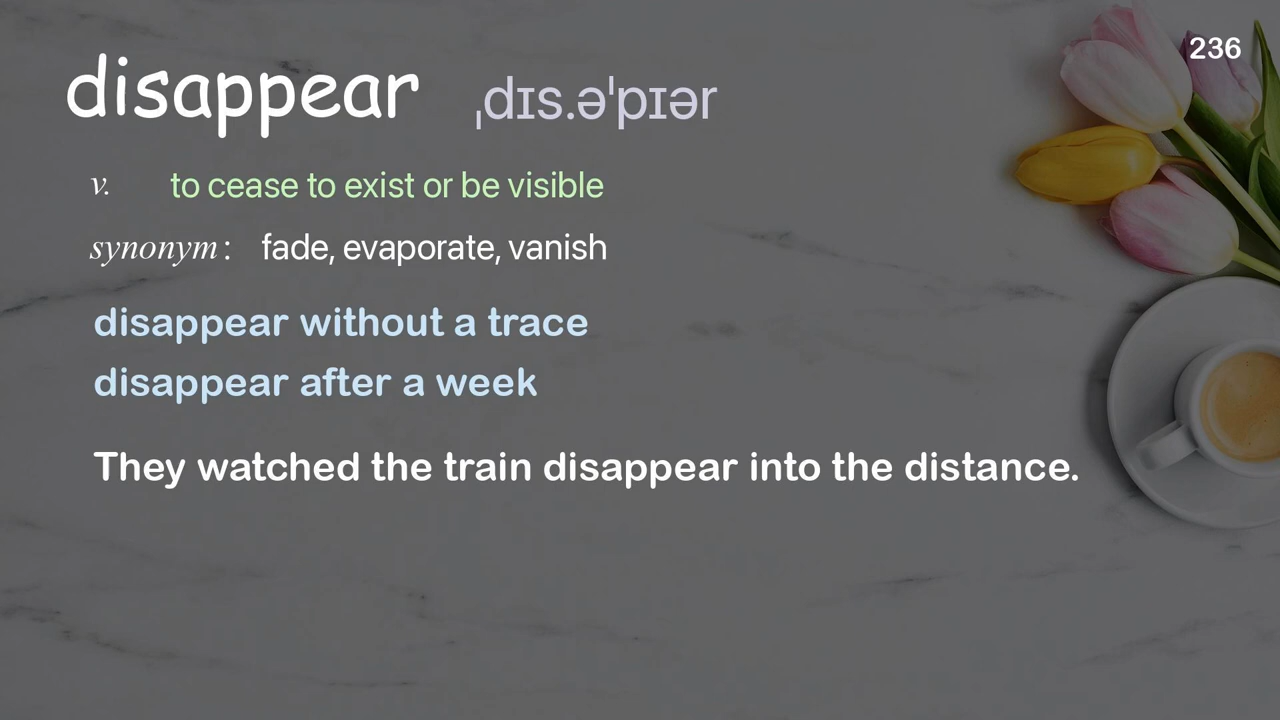 236
disappear ˌdɪs.əˈpɪər
v. to cease to exist or be visible
synonym: fade, evaporate, vanish
disappear without a trace
disappear after a week
They watched the train disappear into the distance.